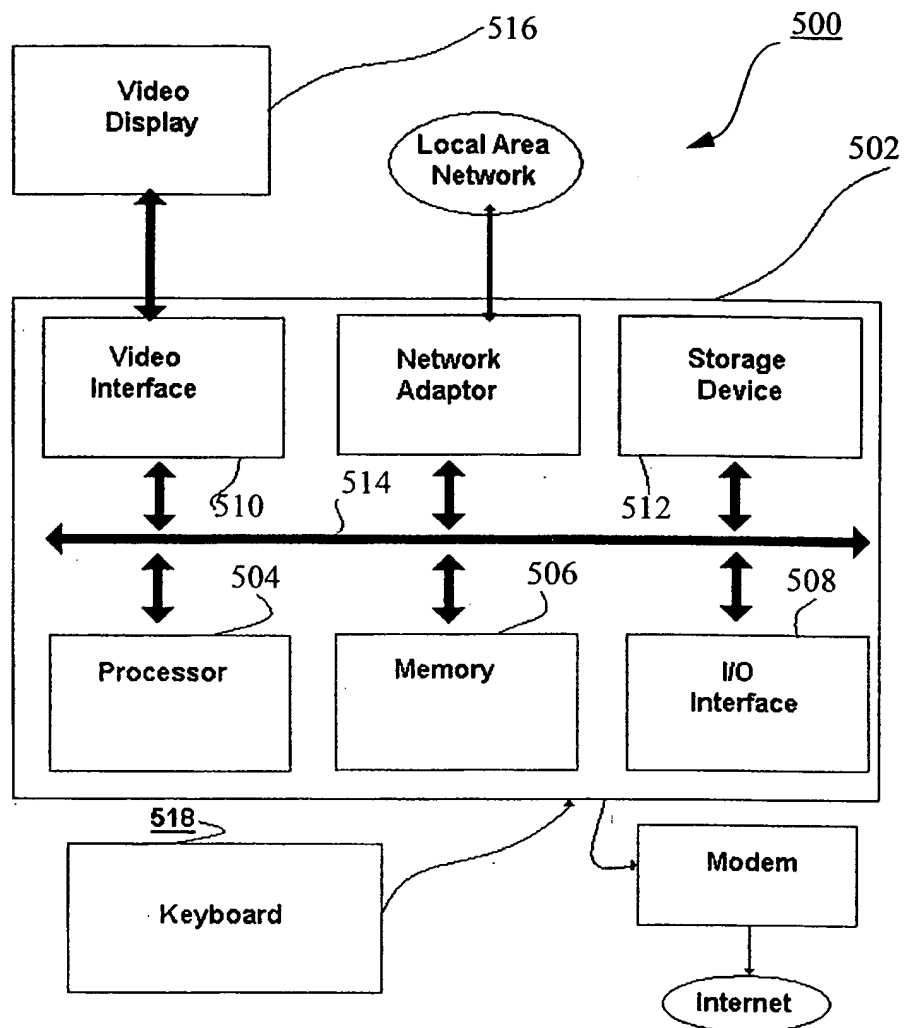 516
500
Video
Display
Local Area
Network
502
Video
Interface
Network
Adaptor
Storage
Device
510
514
512
504
506
508
Processor
Memory
I/O
Interface
518
Keyboard
Modem
Internet